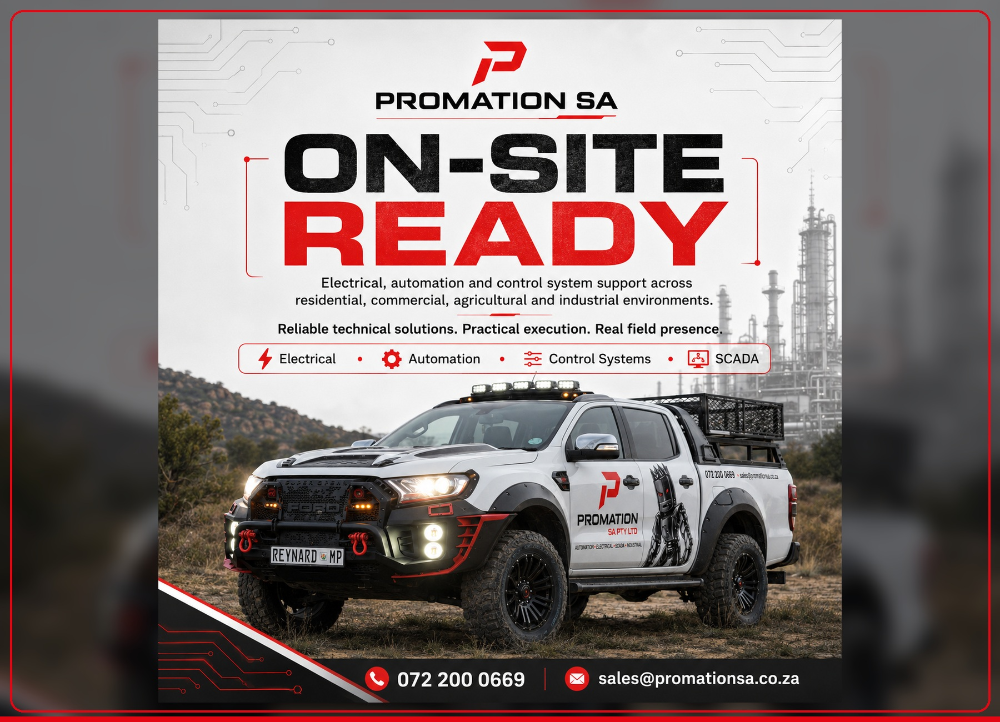 PROMATION SA
ON-SITE
READY
Electrical, automation and control system support across
residential, commercial, agricultural and industrial environments.
Reliable technical solutions. Practical execution. Real field presence.
Electrical • Automation • Control Systems • SCADA
072 200 0669 • sales@promationsa.co.za
FORD
PROMATION
SA PTY LTD
AUTOMATION • ELECTRICAL • SCADA • INDUSTRIAL
REYNARD MP
072 200 0669
sales@promationsa.co.za